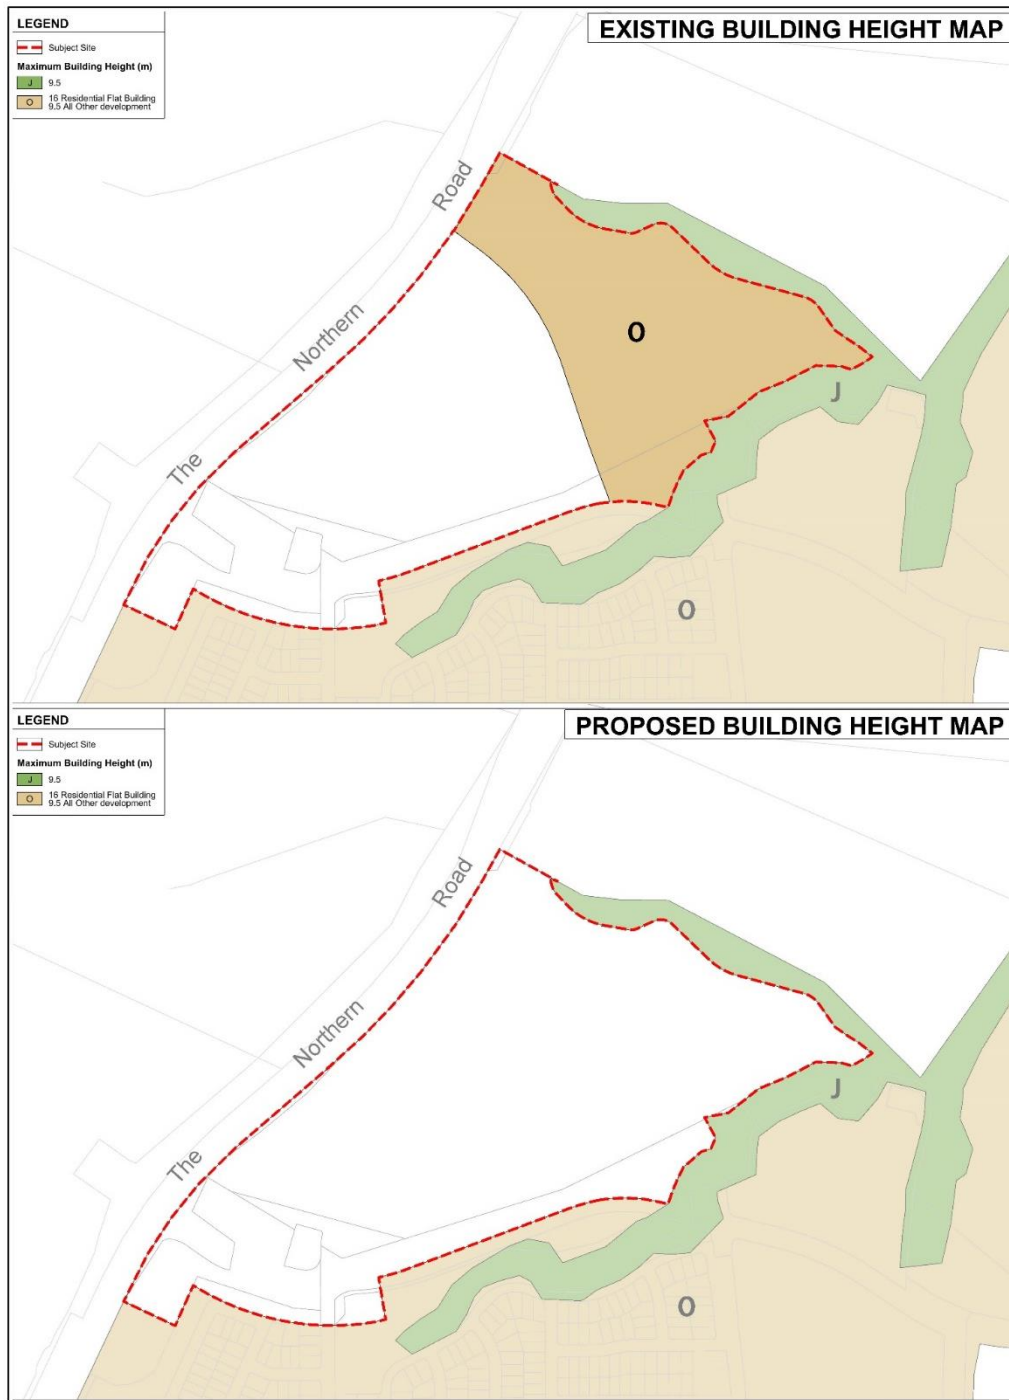 LEGEND
Subject Site
Maximum Building Height (m)
J 9.5
O 16 Residential Flat Building
9.5 All Other development
EXISTING BUILDING HEIGHT MAP
The Northern Road
O
J
O
LEGEND
Subject Site
Maximum Building Height (m)
J 9.5
O 16 Residential Flat Building
9.5 All Other development
PROPOSED BUILDING HEIGHT MAP
The Northern Road
J
O